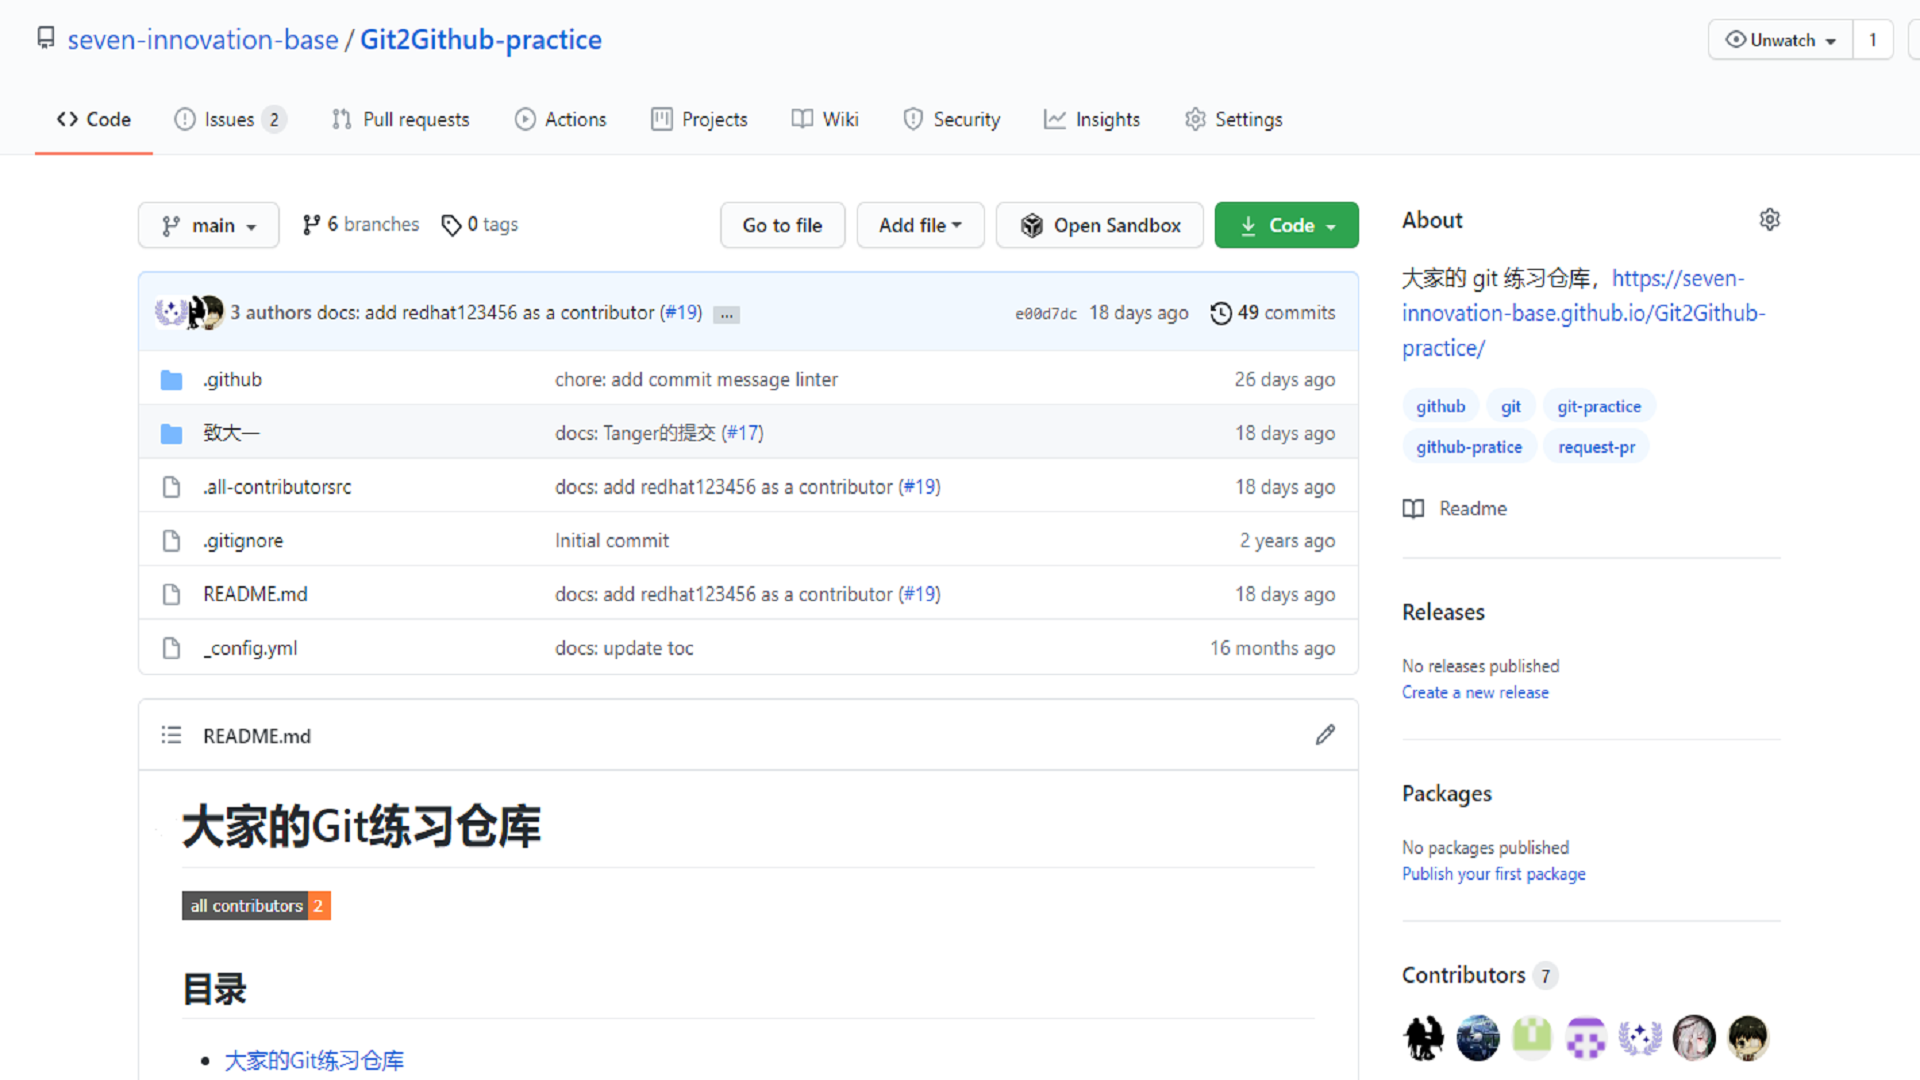 seven-innovation-base / Git2Github-practice
Unwatch 1
Code Issues 2 Pull requests Actions Projects Wiki Security Insights Settings
main 6 branches 0 tags Go to file Add file Open Sandbox Code
3 authors docs: add redhat123456 as a contributor (#19) ... e00d7dc 18 days ago 49 commits
.github chore: add commit message linter 26 days ago
致大一 docs: Tanger的提交 (#17) 18 days ago
.all-contributorsrc docs: add redhat123456 as a contributor (#19) 18 days ago
.gitignore Initial commit 2 years ago
README.md docs: add redhat123456 as a contributor (#19) 18 days ago
_config.yml docs: update toc 16 months ago
README.md
大家的Git练习仓库
all contributors 2
目录
大家的Git练习仓库
About
大家的 git 练习仓库，https://seven-
innovation-base.github.io/Git2Github-
practice/
github git git-practice
github-pratice request-pr
Readme
Releases
No releases published
Create a new release
Packages
No packages published
Publish your first package
Contributors 7